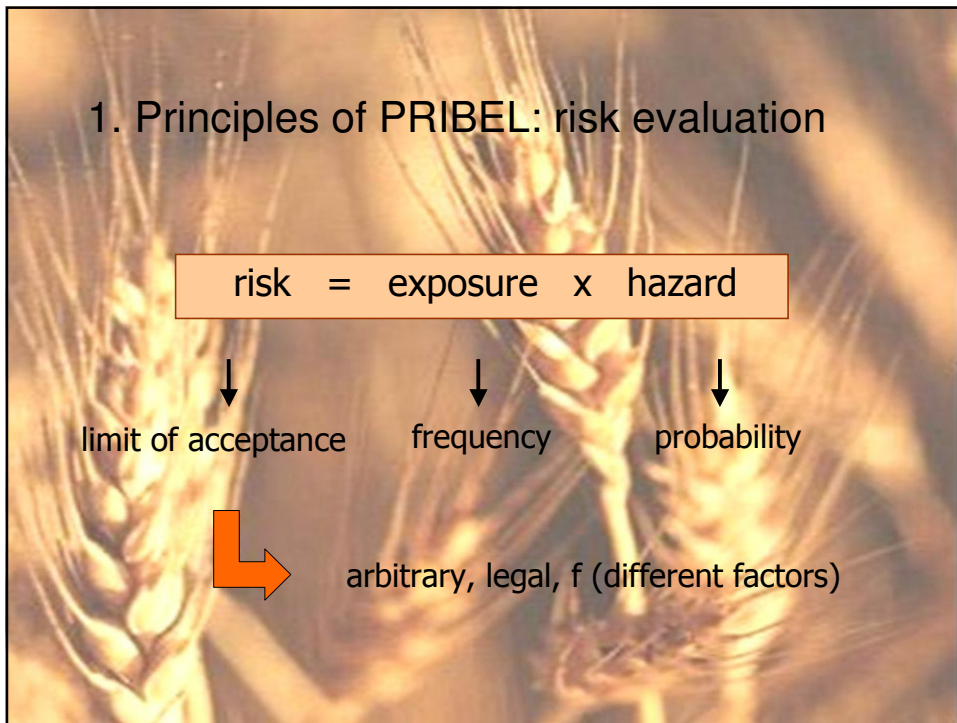 1. Principles of PRIBEL: risk evaluation
risk = exposure x hazard
limit of acceptance frequency probability
arbitrary, legal, f (different factors)